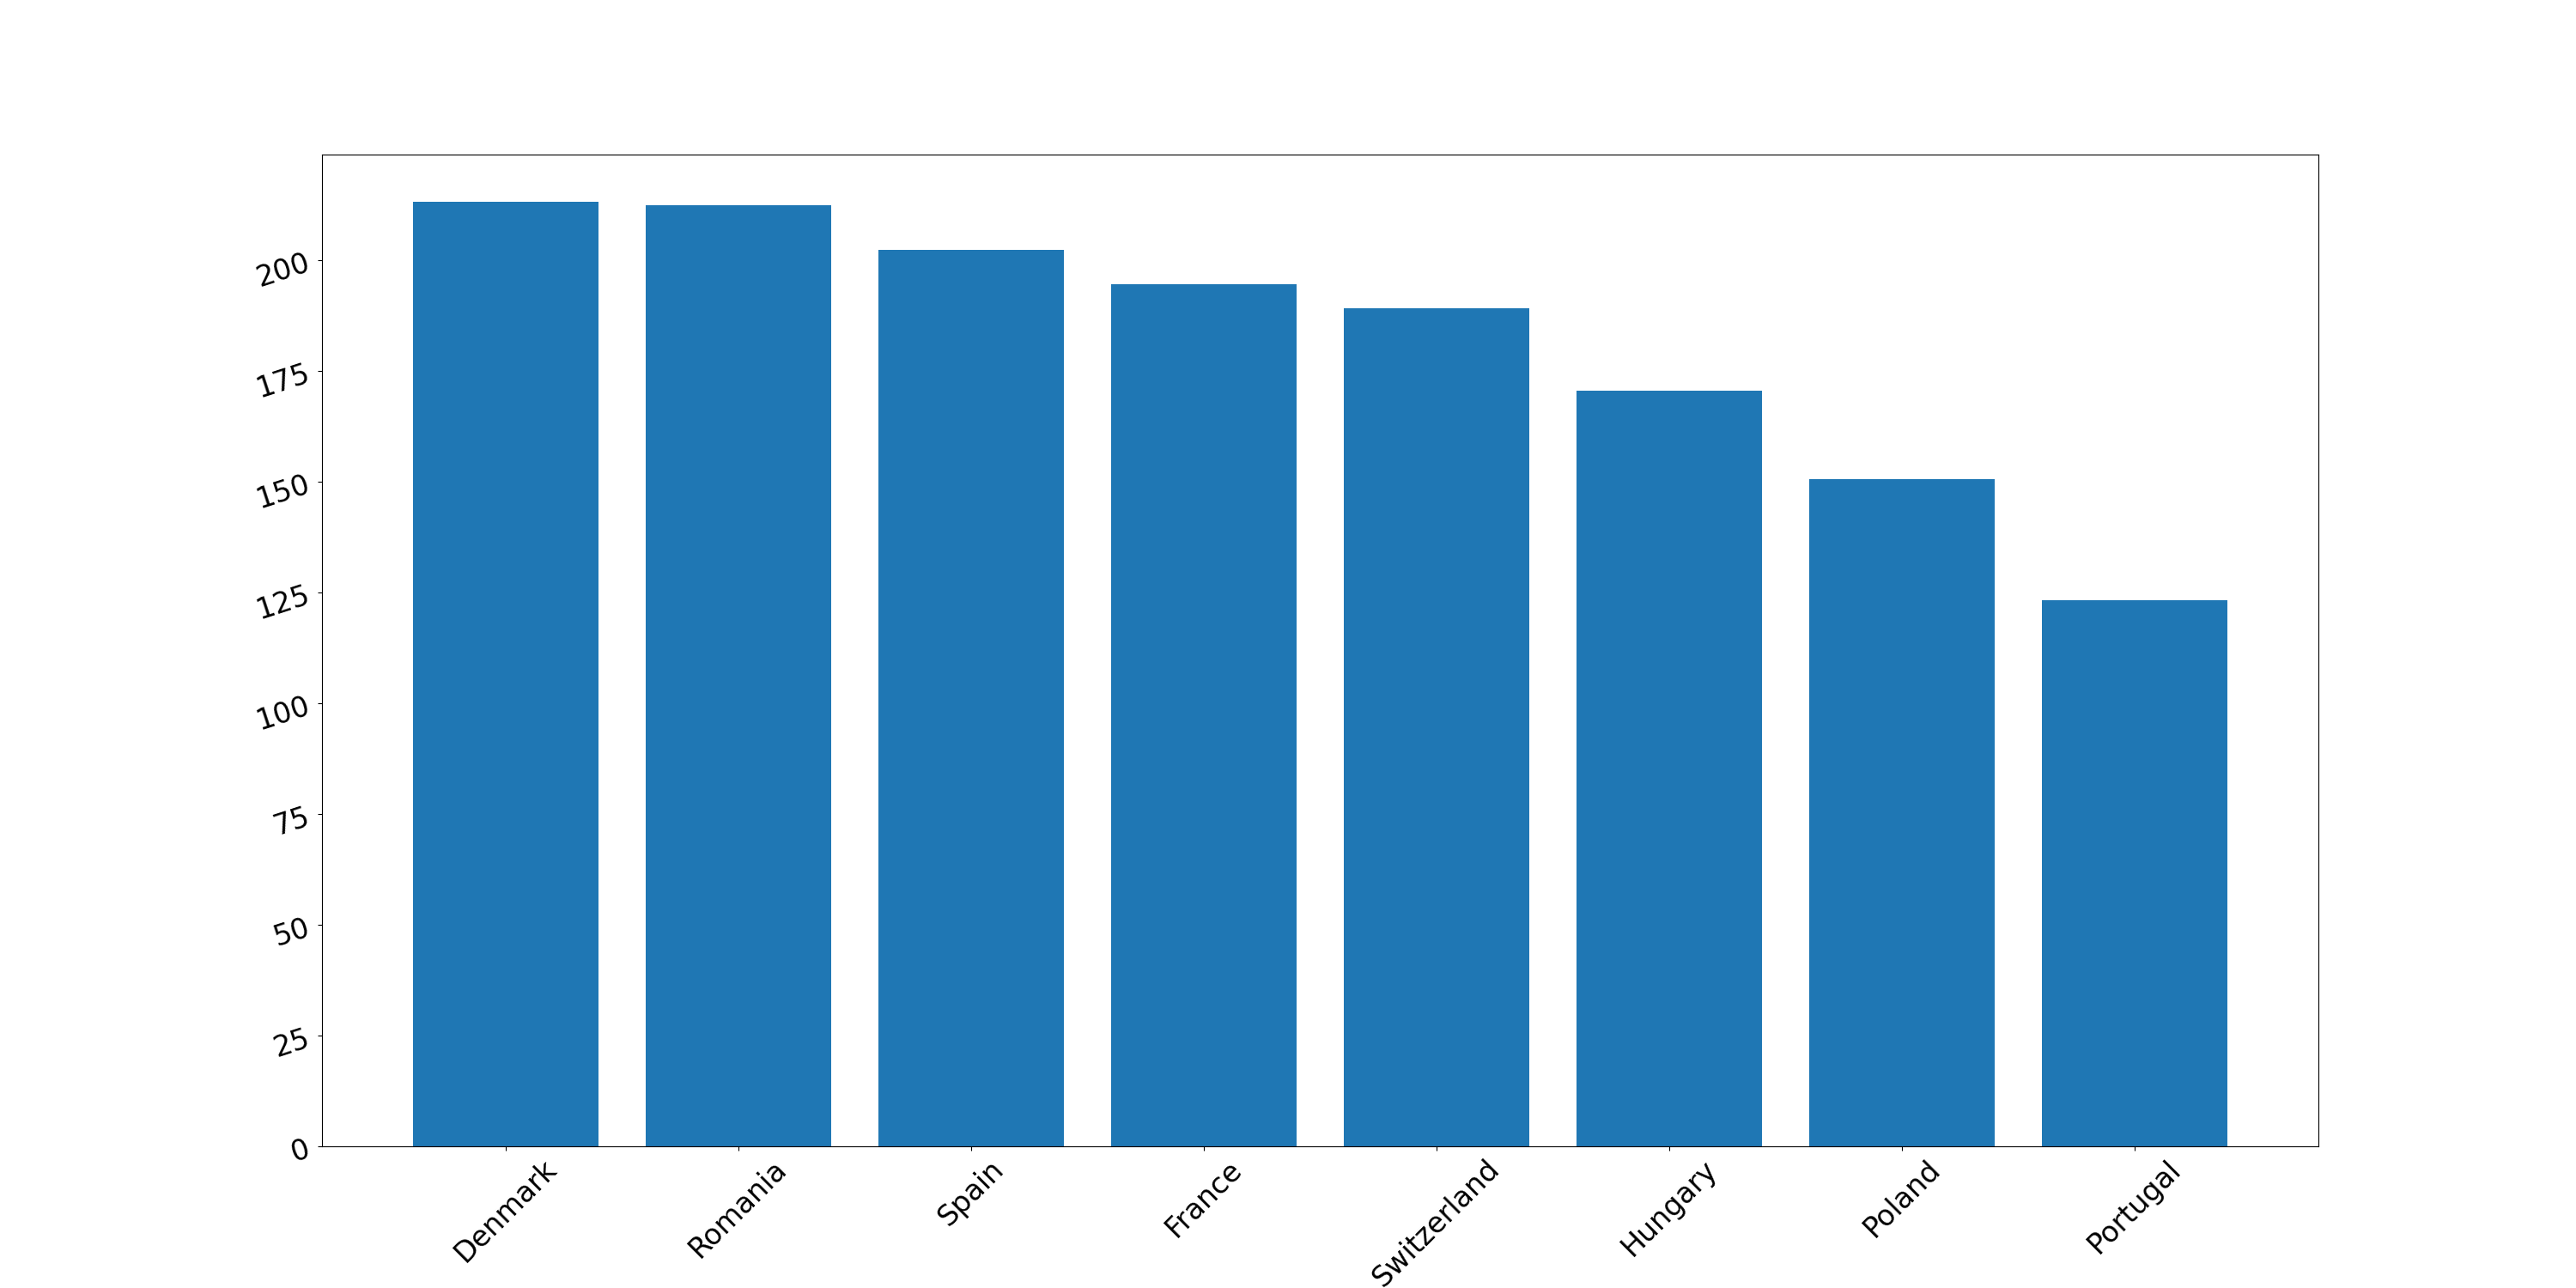 200
175
150
125
100
75
50
25
0
Denmark
Romania
Spain
France
Switzerland
Hungary
Poland
Portugal